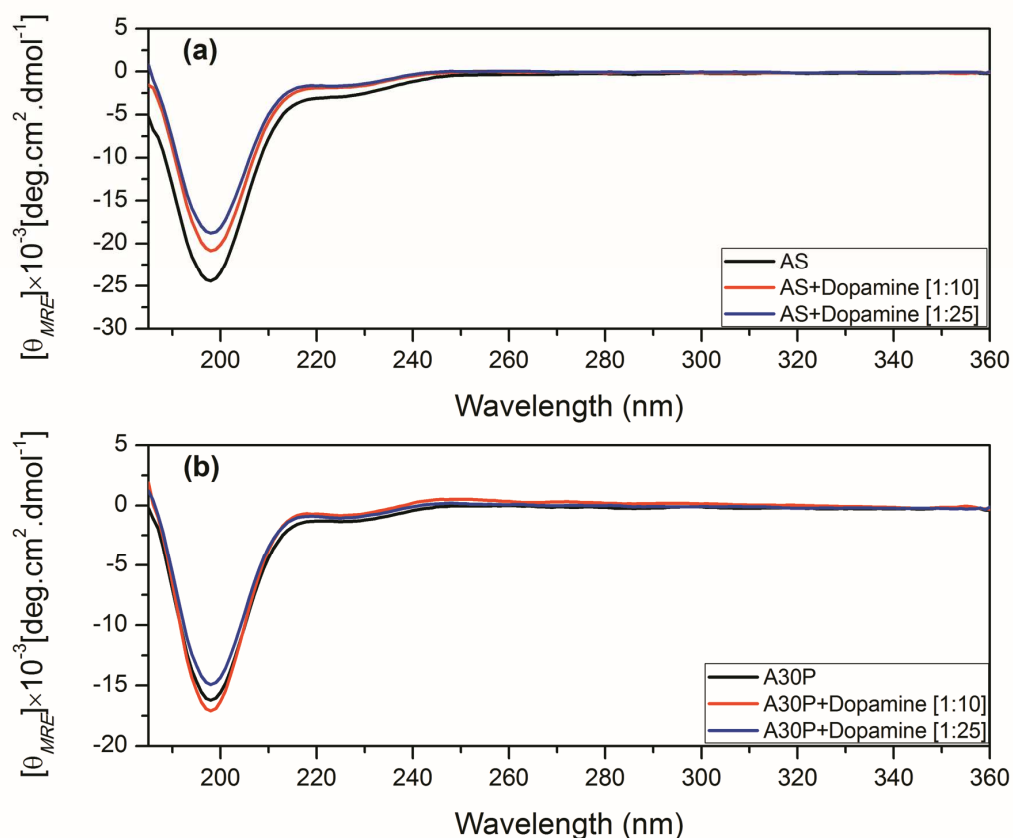 (a)
5
0
-5
-10
-15
-20
-25
-30
[θMRE]×10⁻³[deg.cm².dmol⁻¹]
AS
AS+Dopamine [1:10]
AS+Dopamine [1:25]
200 220 240 260 280 300 320 340 360
Wavelength (nm)
(b)
5
0
-5
-10
-15
-20
[θMRE]×10⁻³[deg.cm².dmol⁻¹]
A30P
A30P+Dopamine [1:10]
A30P+Dopamine [1:25]
200 220 240 260 280 300 320 340 360
Wavelength (nm)